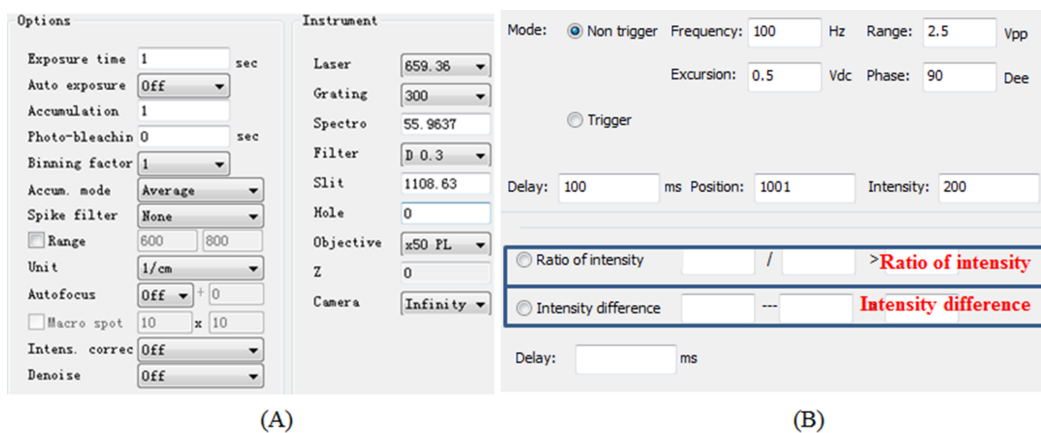 Options
Exposure time 1 sec
Auto exposure Off
Accumulation 1
Photo-bleachin 0 sec
Binning factor 1
Accum. mode Average
Spike filter None
Range 600 800
Unit 1/cm
Autofocus Off + 0
Macro spot 10 x 10
Intens. correc Off
Denoise Off
Instrument
Laser 659.36
Grating 300
Spectro 55.9637
Filter D 0.3
Slit 1108.63
Hole 0
Objective x50 PL
Z 0
Camera Infinity
(A)
Mode: Non trigger Frequency: 100 Hz Range: 2.5 Vpp
Excursion: 0.5 Vdc Phase: 90 Dee
Trigger
Delay: 100 ms Position: 1001 Intensity: 200
Ratio of intensity / > Ratio of intensity
Intensity difference --- Intensity difference
Delay: ms
(B)